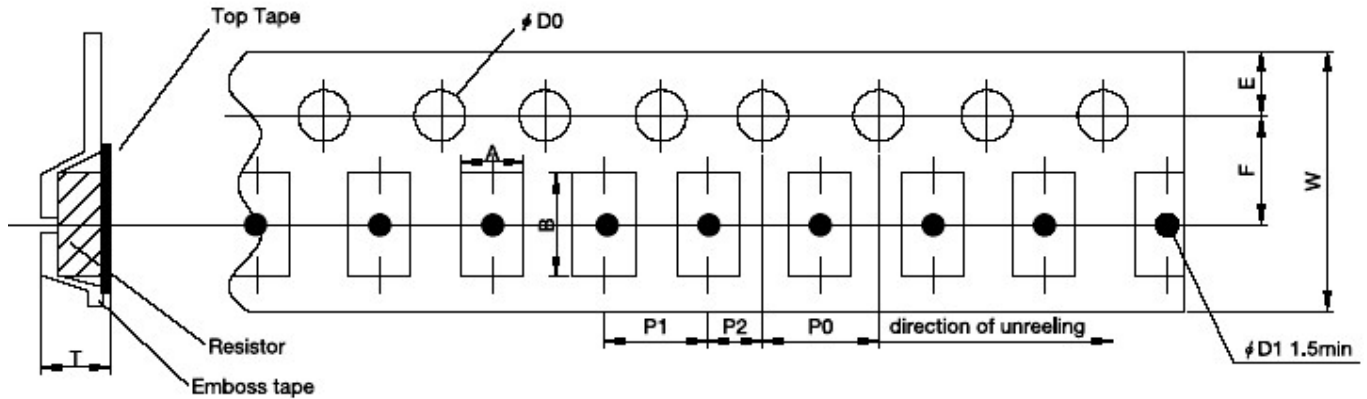 Top Tape
ϕ D0
E
A
F
W
B
P1 P2 P0 direction of unreeling
Resistor
ϕ D1 1.5min
T
Emboss tape